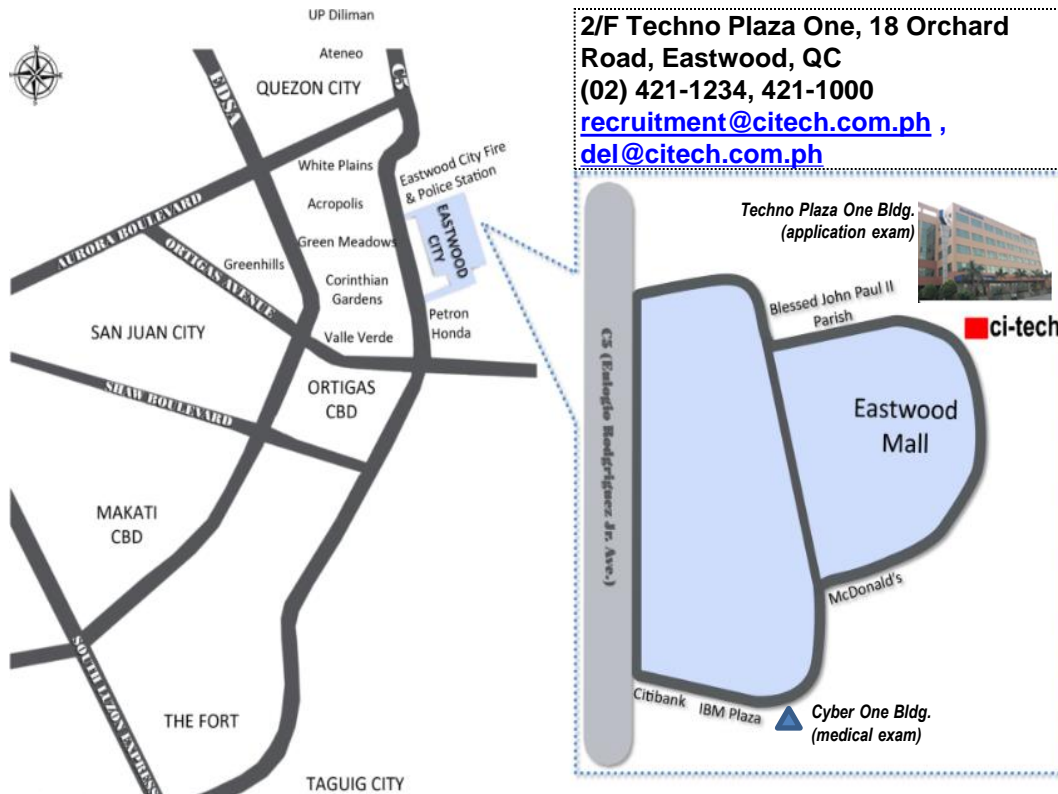 UP Diliman
Ateneo
QUEZON CITY
EDSA
C5
White Plains
Acropolis
Green Meadows
Greenhills
Corinthian
Gardens
Valle Verde
Eastwood City Fire
& Police Station
EASTWOOD
CITY
Petron
Honda
AURORA BOULEVARD
ORTIGAS AVENUE
SAN JUAN CITY
SHAW BOULEVARD
ORTIGAS
CBD
MAKATI
CBD
SOUTH LUZON EXPRESS
THE FORT
TAGUIG CITY
2/F Techno Plaza One, 18 Orchard
Road, Eastwood, QC
(02) 421-1234, 421-1000
recruitment@citech.com.ph ,
del@citech.com.ph
Techno Plaza One Bldg.
(application exam)
Blessed John Paul II
Parish
ci-tech
C5 (Eulogio Rodgriguez Jr. Ave.)
Eastwood
Mall
McDonald's
Citibank
IBM Plaza
Cyber One Bldg.
(medical exam)